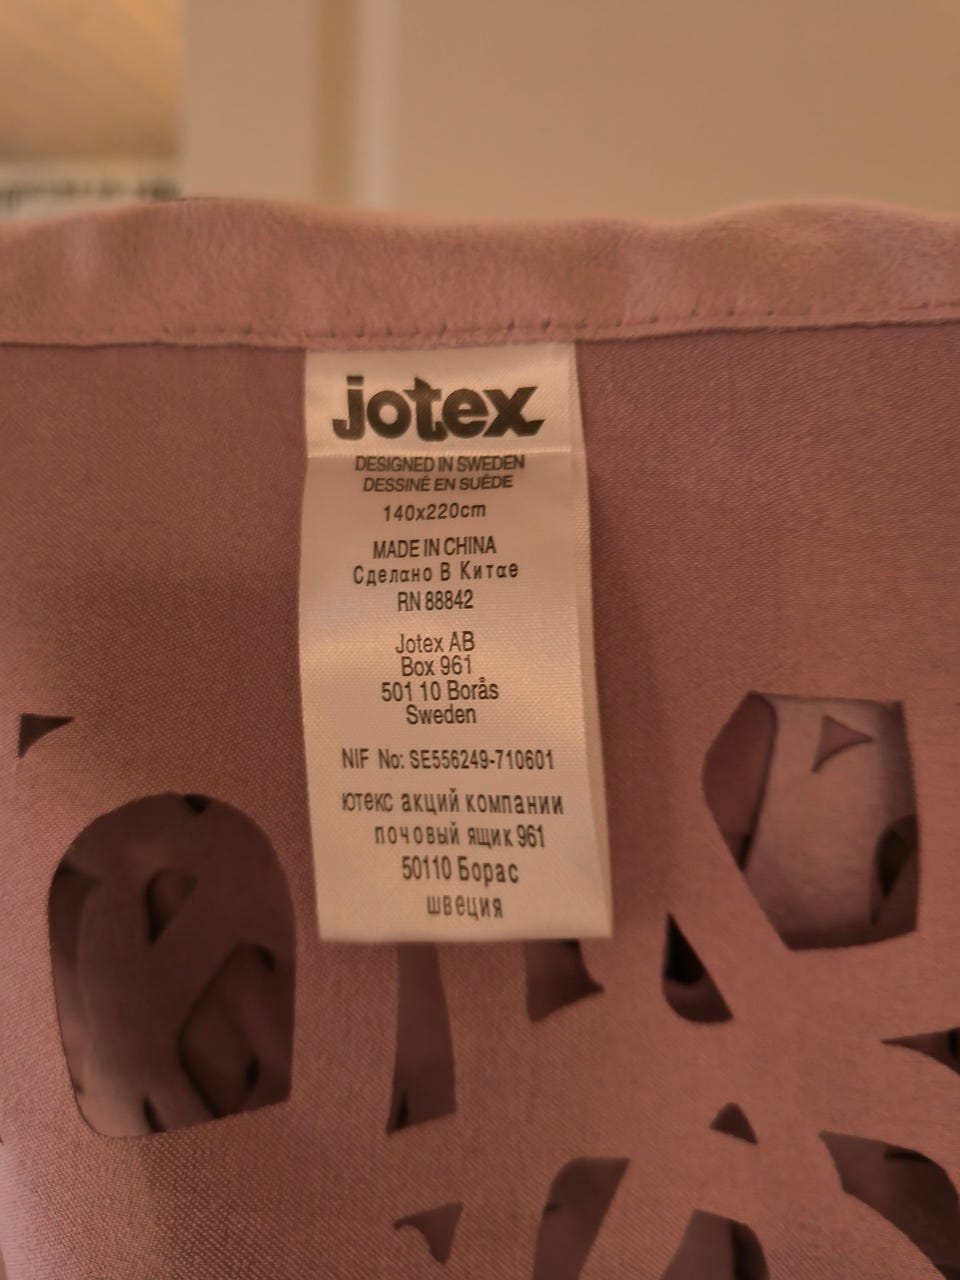 jotex
DESIGNED IN SWEDEN
DESSINÉ EN SUÈDE
140x220cm
MADE IN CHINA
Сделано В Китае
RN 88842
Jotex AB
Box 961
501 10 Borås
Sweden
NIF No: SE556249-710601
ютекс акций компании
почовый ящик 961
50110 Борас
швеция